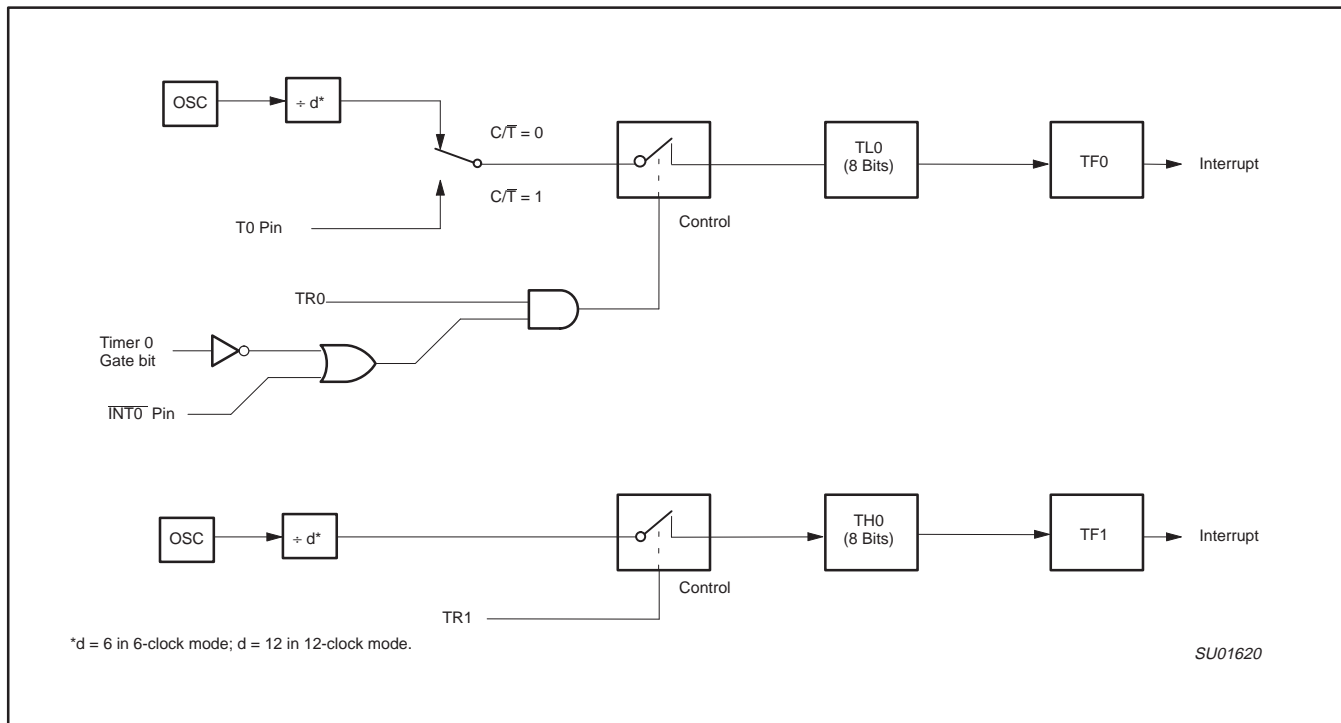 OSC
÷ d*
C/T̅ = 0
C/T̅ = 1
T0 Pin
TL0
(8 Bits)
TF0
Interrupt
Control
TR0
Timer 0
Gate bit
I̅N̅T̅0̅ Pin
OSC
÷ d*
TH0
(8 Bits)
TF1
Interrupt
Control
TR1
*d = 6 in 6-clock mode; d = 12 in 12-clock mode.
SU01620